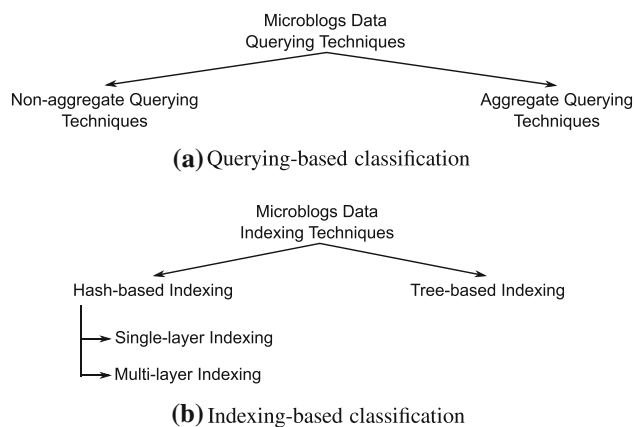 Microblogs Data
Querying Techniques
Non-aggregate Querying
Techniques
Aggregate Querying
Techniques
(a) Querying-based classification
Microblogs Data
Indexing Techniques
Hash-based Indexing
Tree-based Indexing
Single-layer Indexing
Multi-layer Indexing
(b) Indexing-based classification